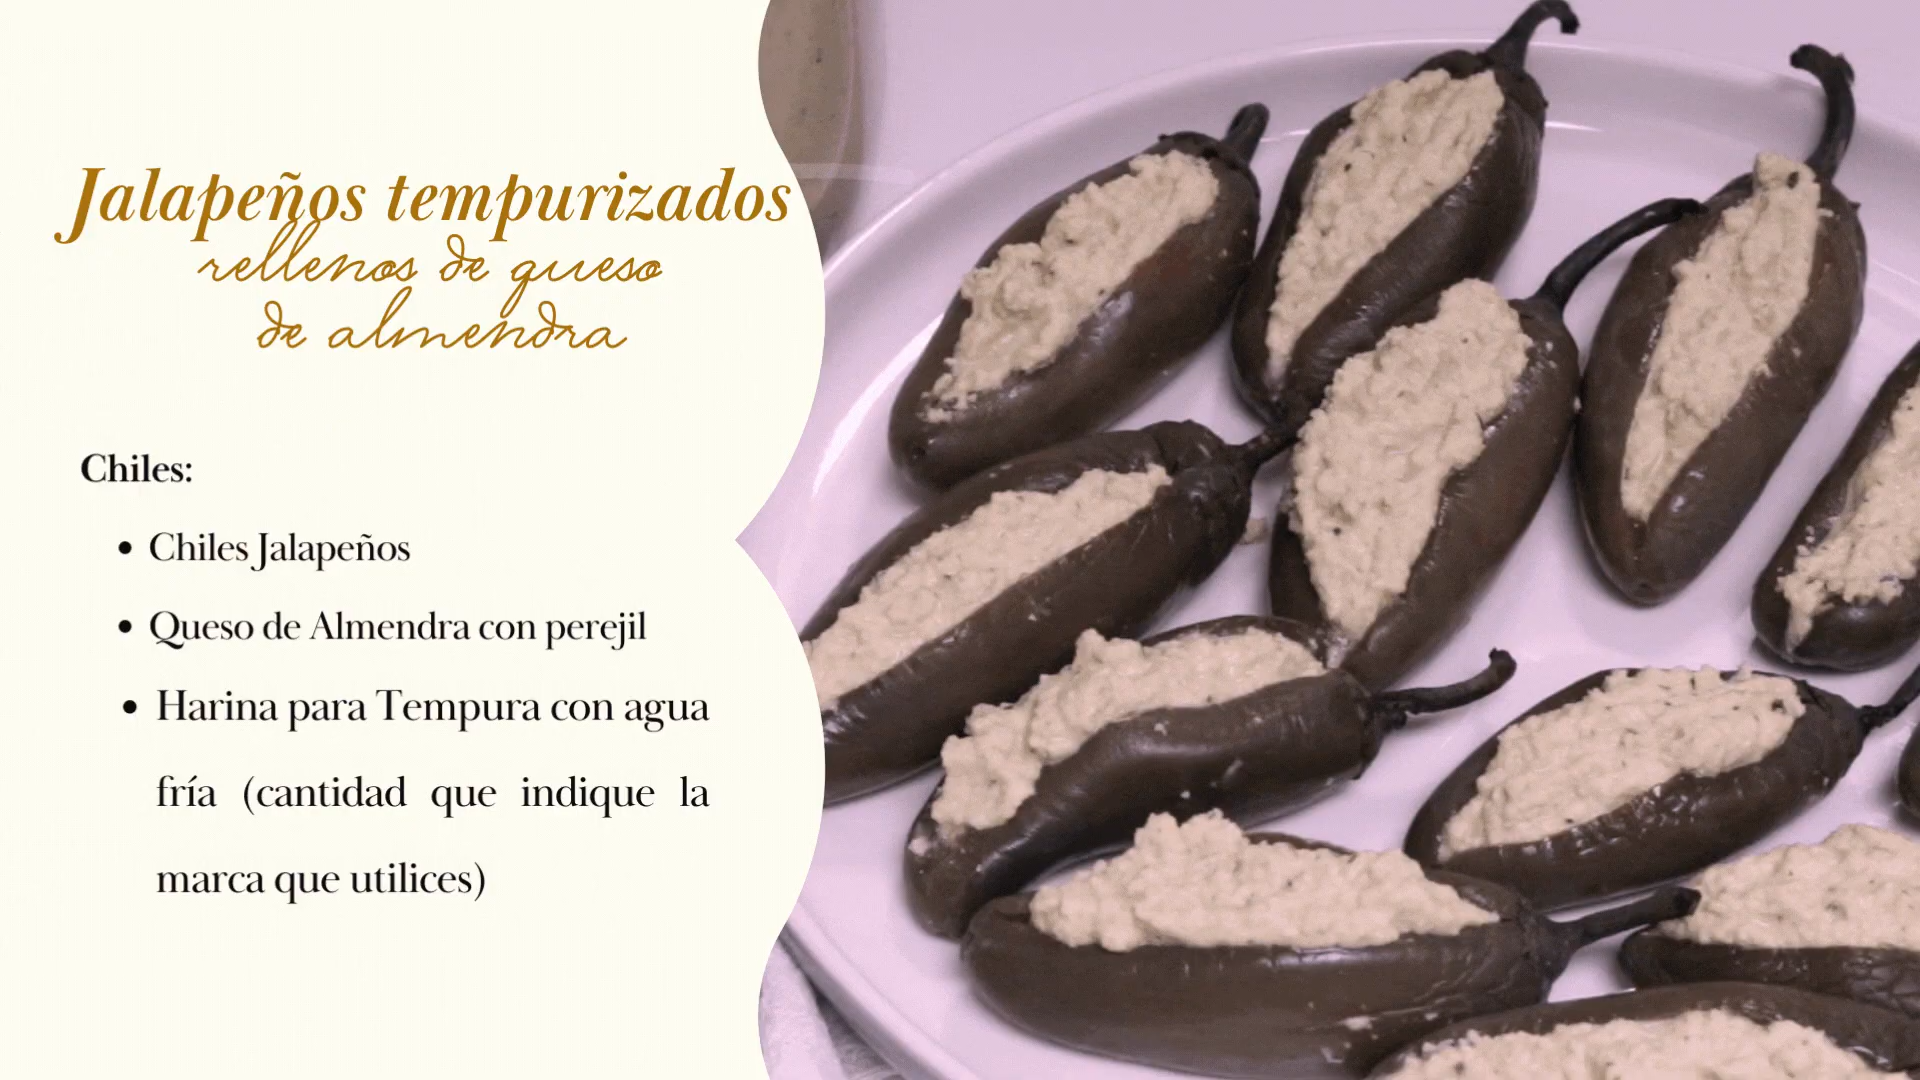 Jalapeños tempurizados
rellenos de queso
de almendra
Chiles:
• Chiles Jalapeños
• Queso de Almendra con perejil
• Harina para Tempura con agua
fría (cantidad que indique la
marca que utilices)